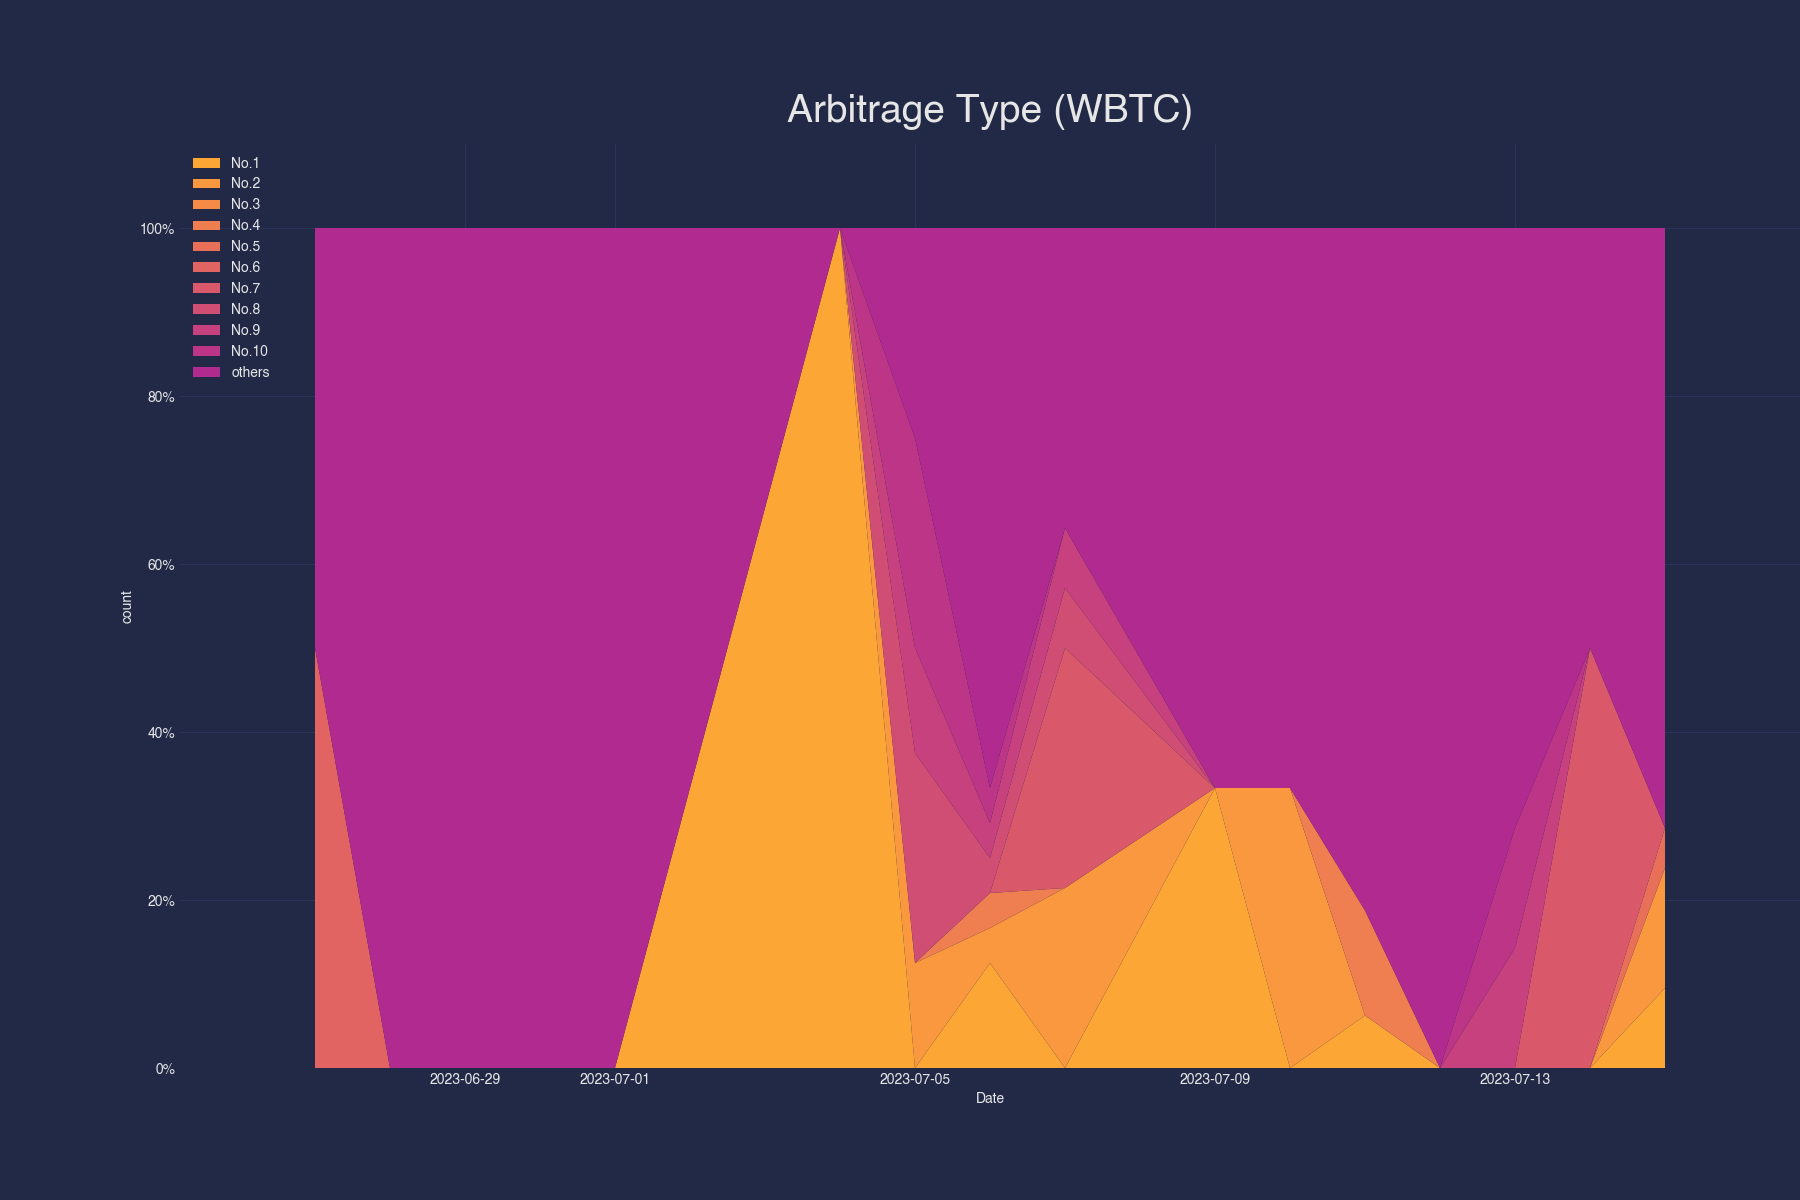 Arbitrage Type (WBTC)
No.1
No.2
No.3
No.4
No.5
No.6
No.7
No.8
No.9
No.10
others
100%
80%
60%
40%
20%
0%
count
2023-06-29 2023-07-01 2023-07-05 2023-07-09 2023-07-13
Date